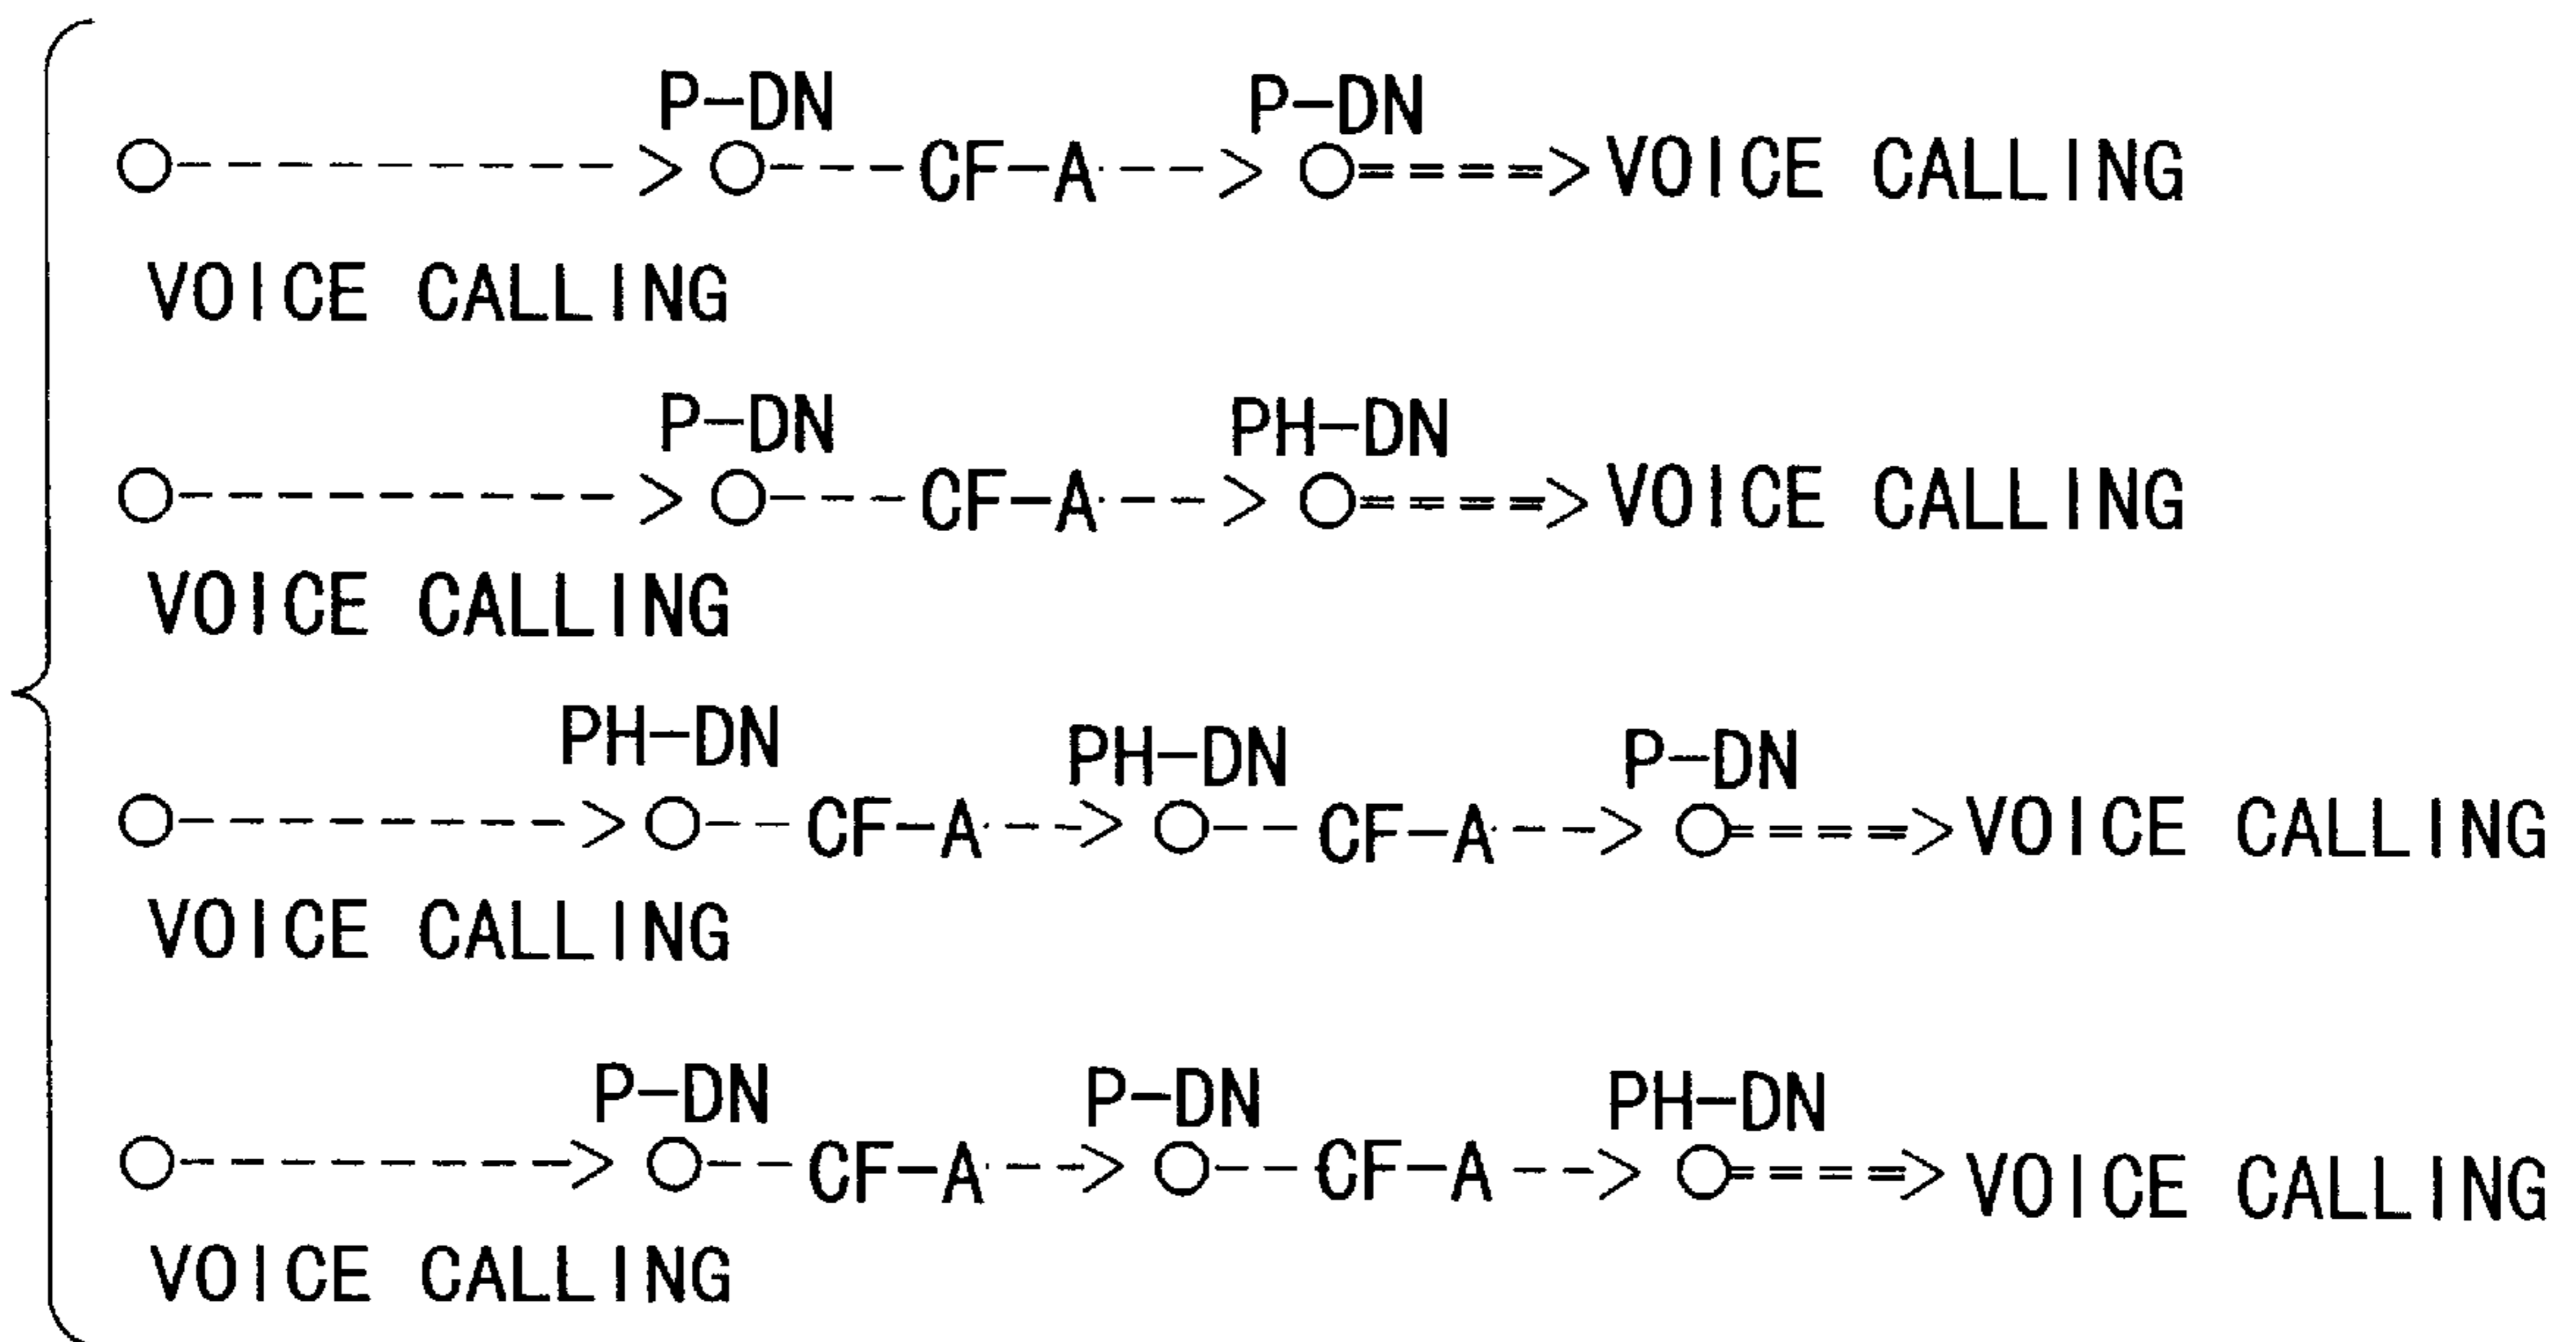 P-DN P-DN
CF-A VOICE CALLING
VOICE CALLING
P-DN PH-DN
CF-A VOICE CALLING
VOICE CALLING
PH-DN PH-DN P-DN
CF-A CF-A VOICE CALLING
VOICE CALLING
P-DN P-DN PH-DN
CF-A CF-A VOICE CALLING
VOICE CALLING